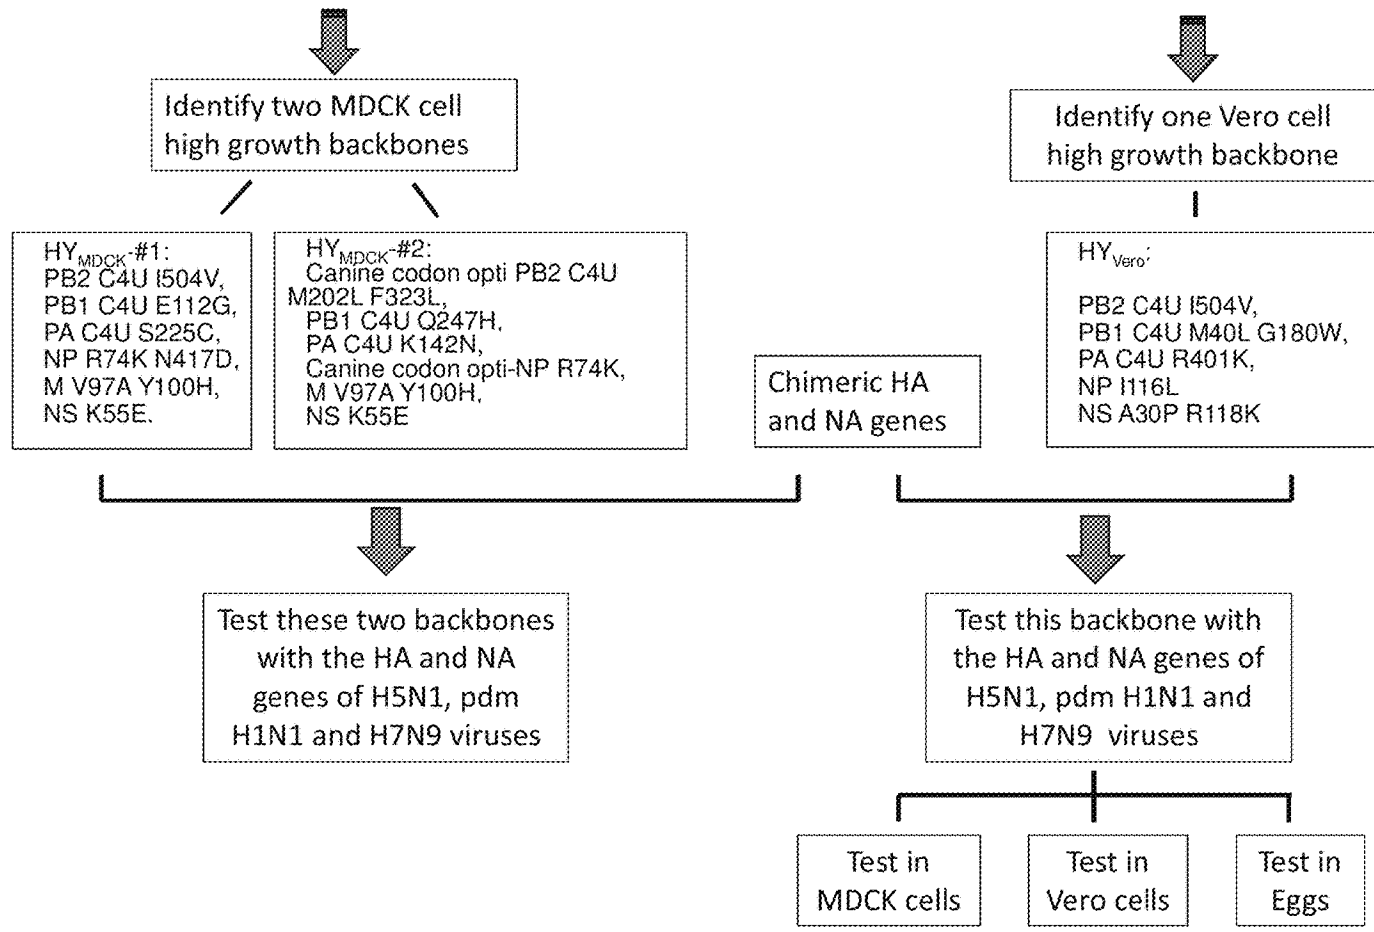 Identify two MDCK cell
high growth backbones
Identify one Vero cell
high growth backbone
HYMDCK-#1:
PB2 C4U I504V,
PB1 C4U E112G,
PA C4U S225C,
NP R74K N417D,
M V97A Y100H,
NS K55E.
HYMDCK-#2:
Canine codon opti PB2 C4U
M202L F323L,
PB1 C4U Q247H,
PA C4U K142N,
Canine codon opti-NP R74K,
M V97A Y100H,
NS K55E
Chimeric HA
and NA genes
HYVero:
PB2 C4U I504V,
PB1 C4U M40L G180W,
PA C4U R401K,
NP I116L
NS A30P R118K
Test these two backbones
with the HA and NA
genes of H5N1, pdm
H1N1 and H7N9 viruses
Test this backbone with
the HA and NA genes of
H5N1, pdm H1N1 and
H7N9 viruses
Test in
MDCK cells
Test in
Vero cells
Test in
Eggs